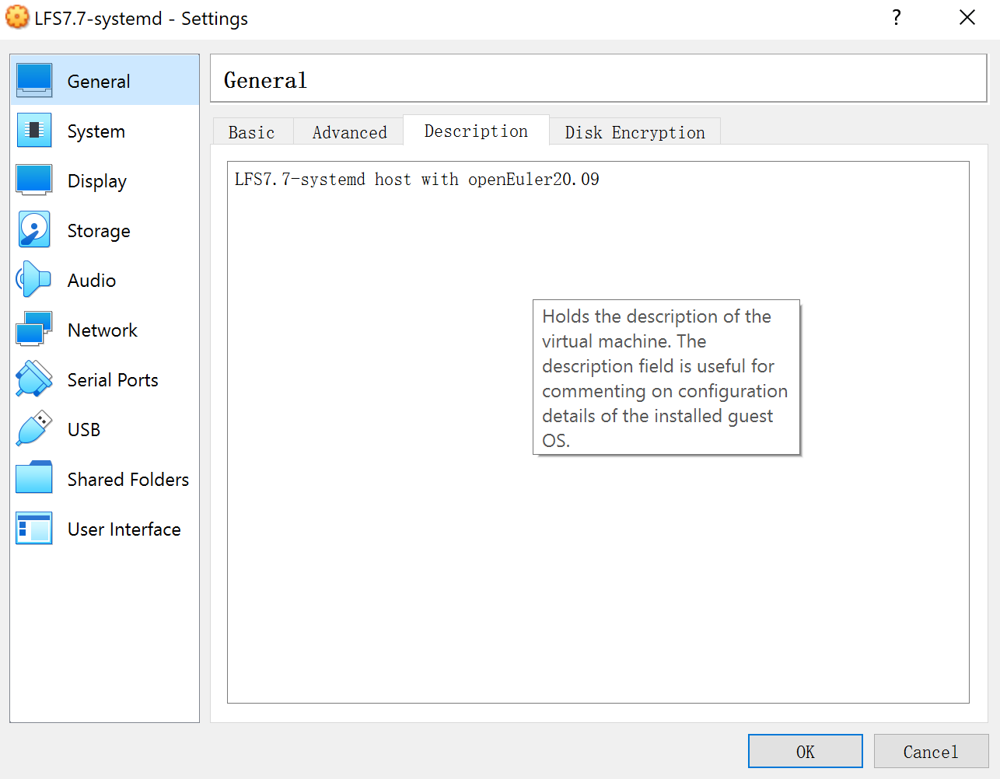 LFS7.7-systemd - Settings
?
General
System
Display
Storage
Audio
Network
Serial Ports
USB
Shared Folders
User Interface
General
Basic Advanced Description Disk Encryption
LFS7.7-systemd host with openEuler20.09
Holds the description of the
virtual machine. The
description field is useful for
commenting on configuration
details of the installed guest
OS.
OK Cancel